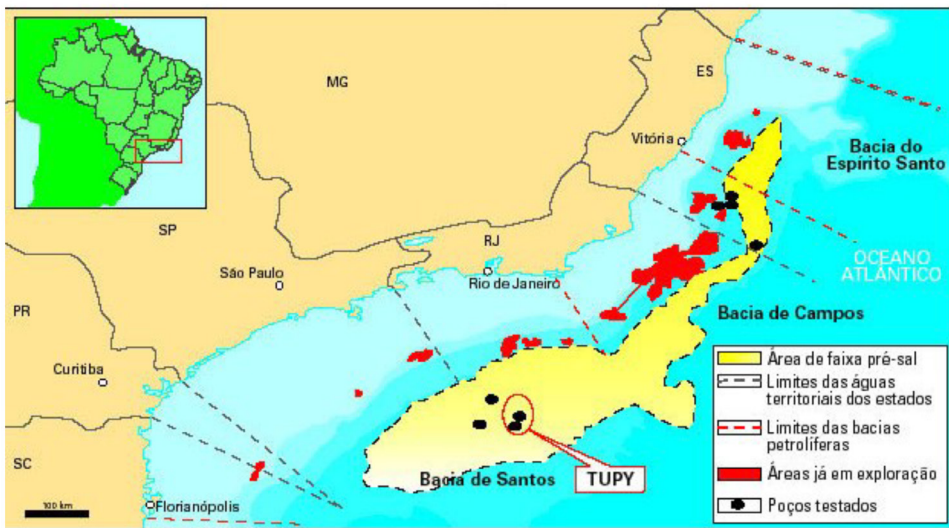 MG
ES
Vitória
Bacia do
Espírito Santo
SP
RJ
OCEANO
ATLÂNTICO
São Paulo
Rio de Janeiro
PR
Bacia de Campos
Curitiba
Área de faixa pré-sal
Limites das águas
territoriais dos estados
Limites das bacias
petrolíferas
SC
Bacia de Santos
TUPY
Áreas já em exploração
100 km
Florianópolis
Poços testados